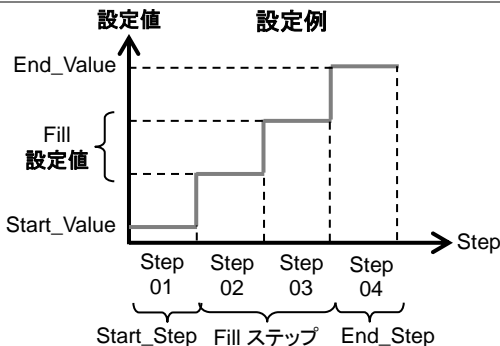 設定値
設定例
End_Value
Fill
設定値
Start_Value
Step
Step
01
Step
02
Step
03
Step
04
Start_Step
Fill ステップ
End_Step